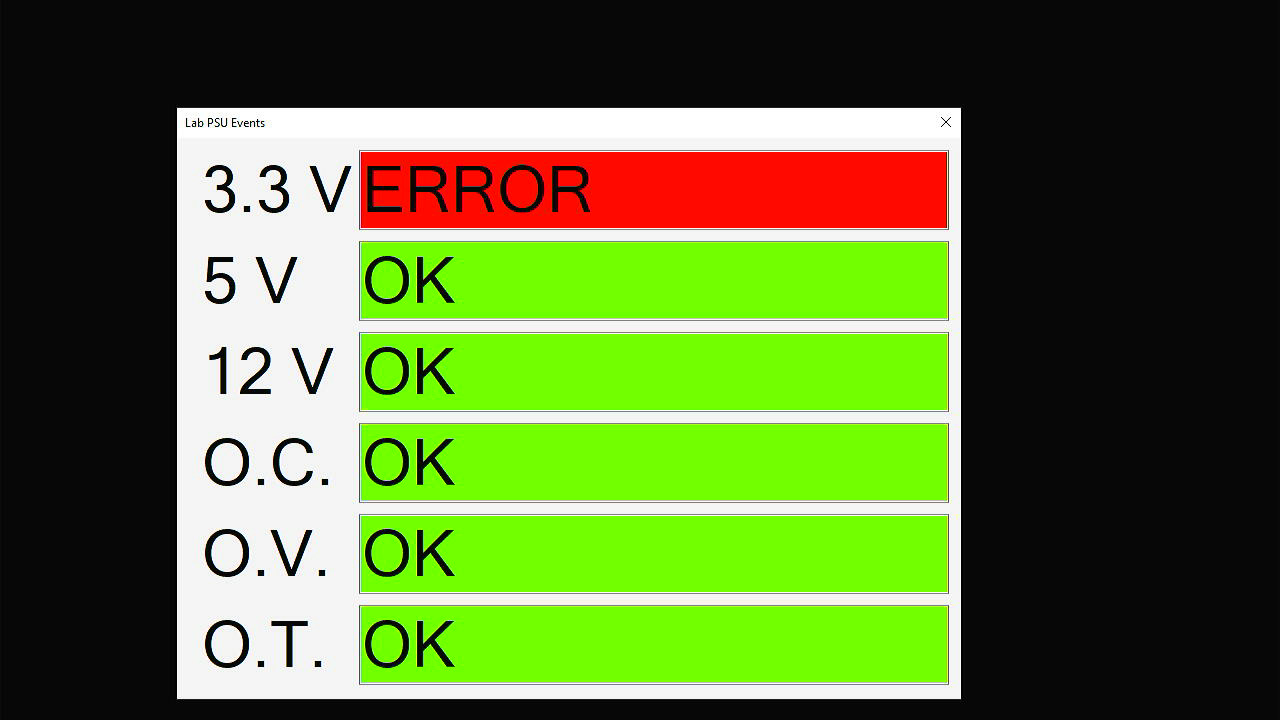 Lab PSU Events
3.3 V ERROR
5 V OK
12 V OK
O.C. OK
O.V. OK
O.T. OK